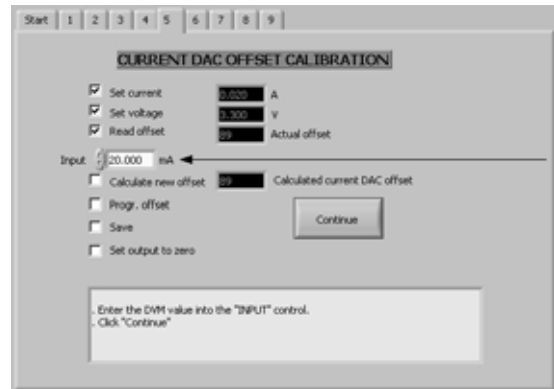 Start 1 2 3 4 5 6 7 8 9
CURRENT DAC OFFSET CALIBRATION
Set current 0.020 A
Set voltage 3.300 V
Read offset 89 Actual offset
Input 20.000 mA
Calculate new offset 89 Calculated current DAC offset
Progr. offset
Save
Continue
Set output to zero
. Enter the DVM value into the "INPUT" control.
. Click "Continue"